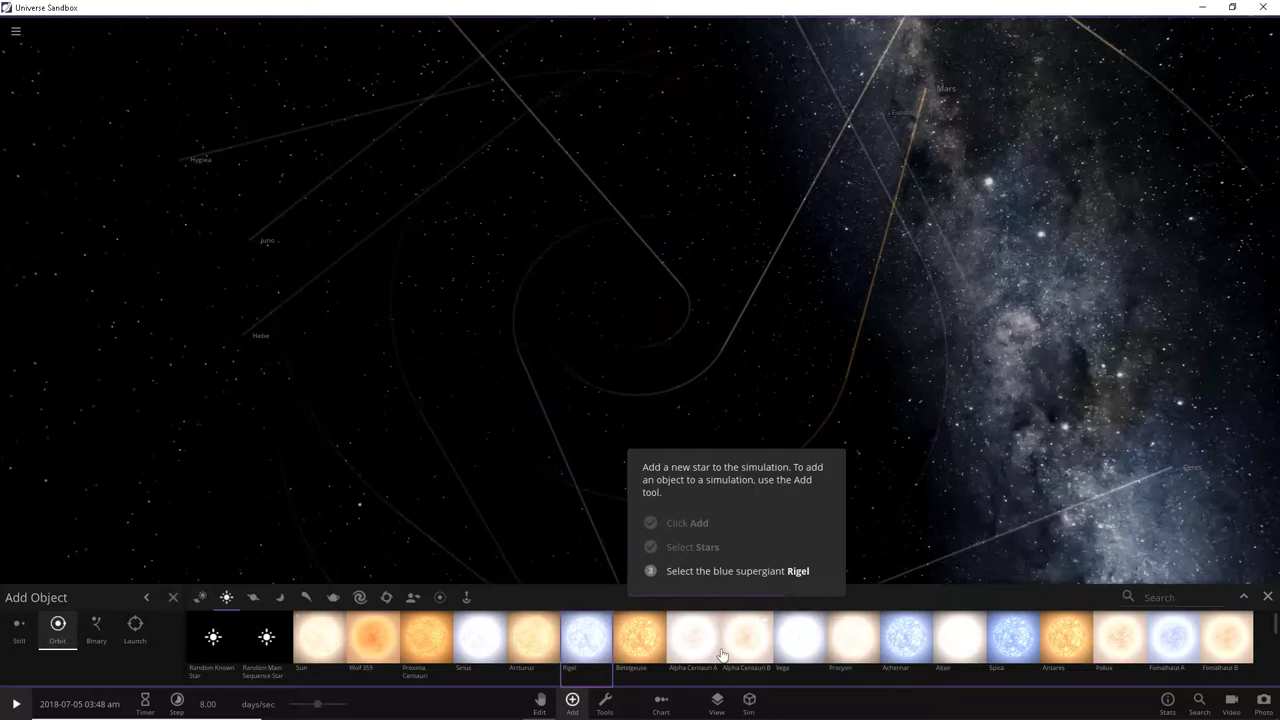 Universe Sandbox
Mars
Europa
Hygiea
Juno
Hebe
Ceres
Add a new star to the simulation. To add
an object to a simulation, use the Add
tool.
Click Add
Select Stars
3 Select the blue supergiant Rigel
Add Object
Search
Still
Orbit
Binary
Launch
Random Known
Star
Random Main
Sequence Star
Sun
Wolf 359
Proxima
Centauri
Sirius
Arcturus
Rigel
Betelgeuse
Alpha Centauri A
Alpha Centauri B
Vega
Procyon
Achernar
Altair
Spica
Antares
Pollux
Fomalhaut A
Fomalhaut B
2018-07-05 03:48 am
Timer
Step
8.00
days/sec
Edit
Add
Tools
Chart
View
Sim
Stats
Search
Video
Photo